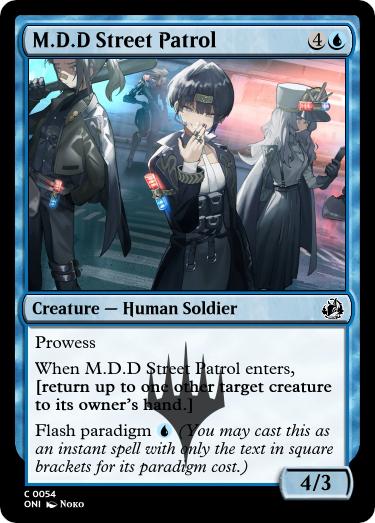 M.D.D Street Patrol
4
Creature — Human Soldier
Prowess
When M.D.D Street Patrol enters,
[return up to one other target creature
to its owner's hand.]
Flash paradigm (You may cast this as
an instant spell with only the text in square
brackets for its paradigm cost.)
4/3
C 0054
ONI Noko